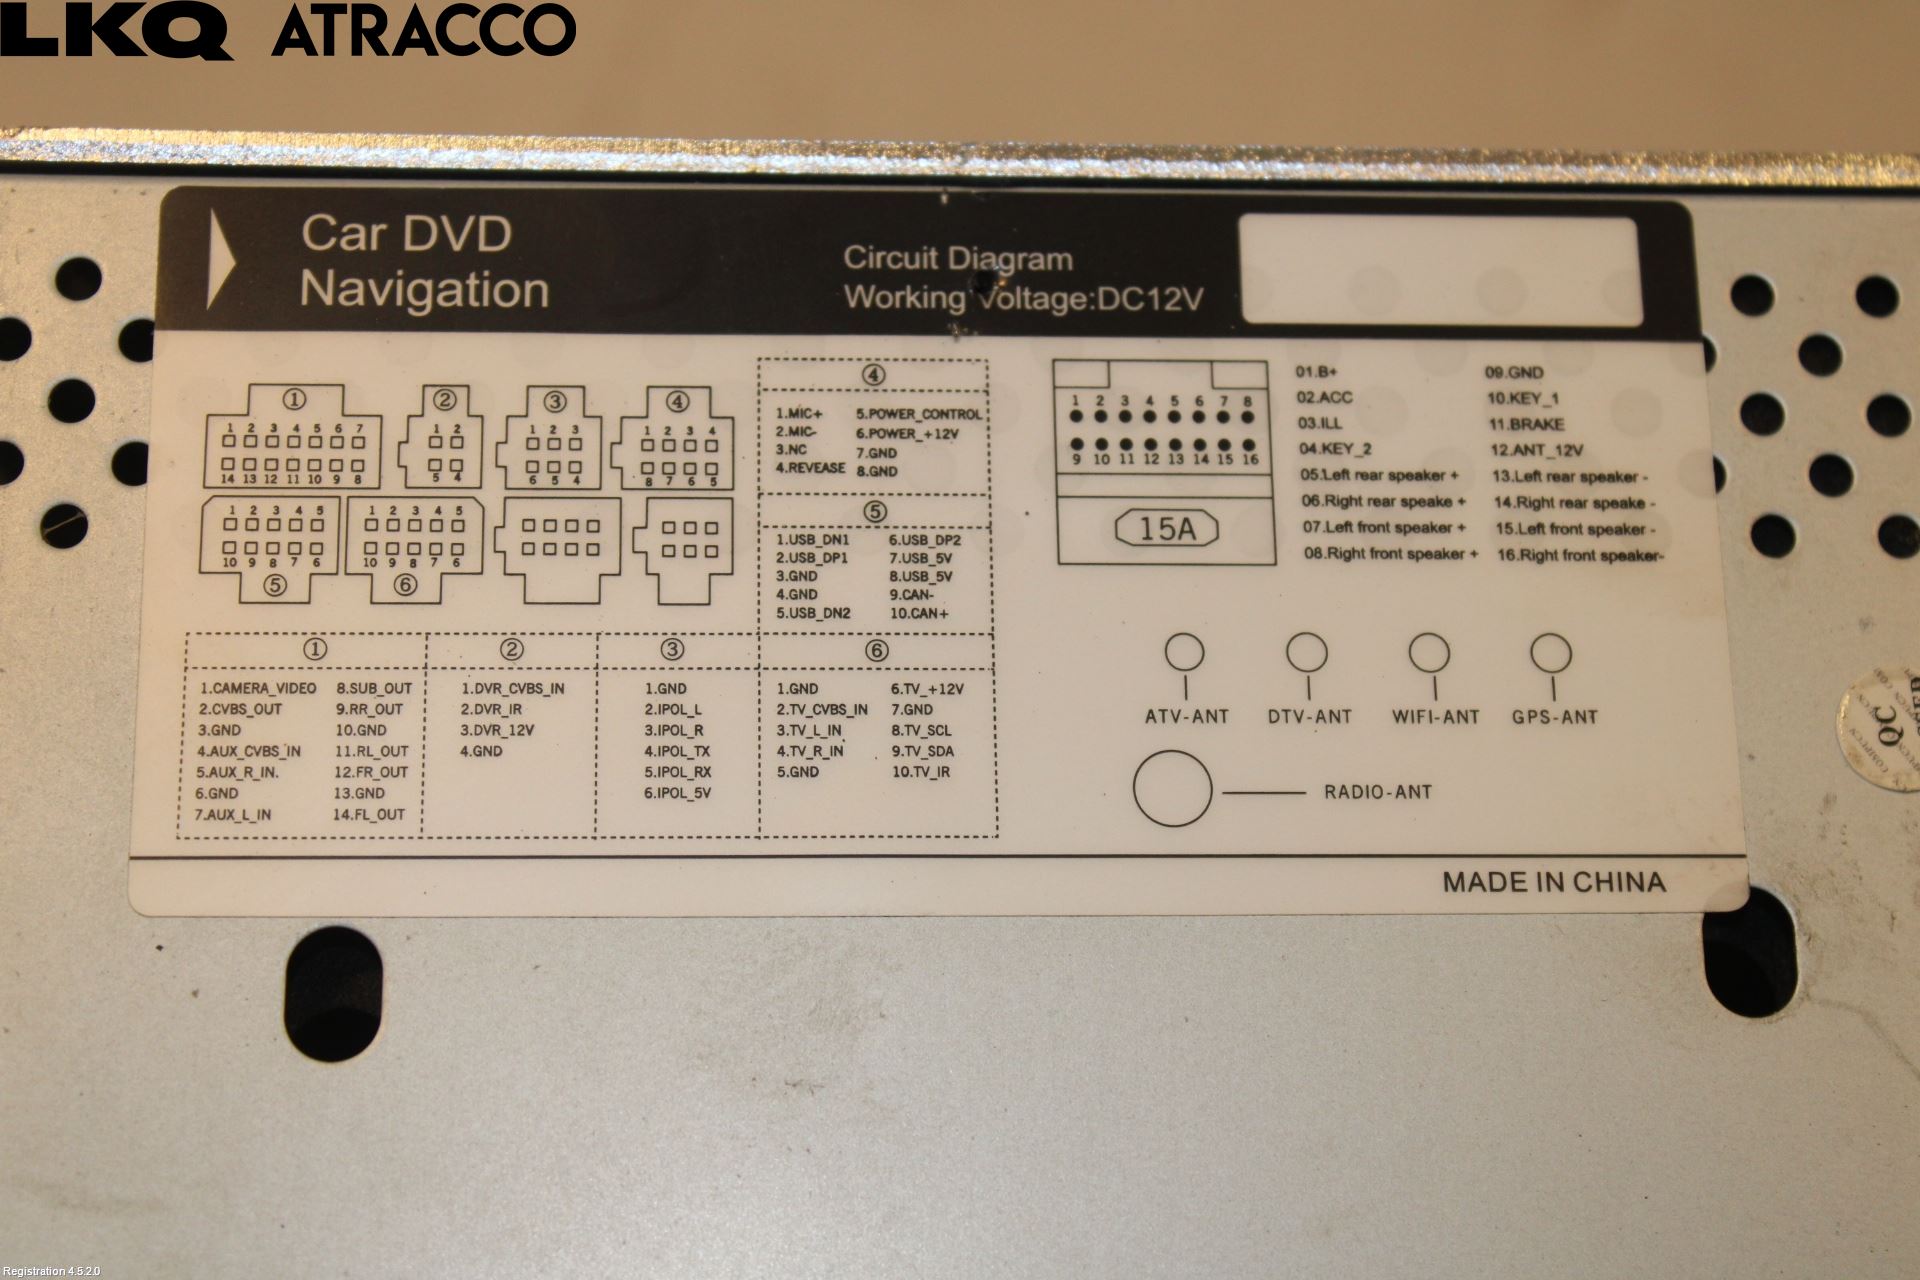 LKQ ATRACCO
Car DVD
Navigation
Circuit Diagram
Working Voltage:DC12V
① ② ③ ④
1 2 3 4 5 6 7
14 13 12 11 10 9 8
1 2
5 4
1 2 3
6 5 4
1 2 3 4
8 7 6 5
1 2 3 4 5
10 9 8 7 6
⑤
1 2 3 4 5
10 9 8 7 6
⑥
④
1.MIC+ 5.POWER_CONTROL
2.MIC- 6.POWER_+12V
3.NC 7.GND
4.REVEASE 8.GND
⑤
1.USB_DN1 6.USB_DP2
2.USB_DP1 7.USB_5V
3.GND 8.USB_5V
4.GND 9.CAN-
5.USB_DN2 10.CAN+
①
1.CAMERA_VIDEO 8.SUB_OUT
2.CVBS_OUT 9.RR_OUT
3.GND 10.GND
4.AUX_CVBS_IN 11.RL_OUT
5.AUX_R_IN. 12.FR_OUT
6.GND 13.GND
7.AUX_L_IN 14.FL_OUT
②
1.DVR_CVBS_IN
2.DVR_IR
3.DVR_12V
4.GND
③
1.GND
2.IPOL_L
3.IPOL_R
4.IPOL_TX
5.IPOL_RX
6.IPOL_5V
⑥
1.GND 6.TV_+12V
2.TV_CVBS_IN 7.GND
3.TV_L_IN 8.TV_SCL
4.TV_R_IN 9.TV_SDA
5.GND 10.TV_IR
1 2 3 4 5 6 7 8
9 10 11 12 13 14 15 16
15A
01.B+ 09.GND
02.ACC 10.KEY_1
03.ILL 11.BRAKE
04.KEY_2 12.ANT_12V
05.Left rear speaker + 13.Left rear speaker -
06.Right rear speake + 14.Right rear speake -
07.Left front speaker + 15.Left front speaker -
08.Right front speaker + 16.Right front speaker-
ATV-ANT DTV-ANT WIFI-ANT GPS-ANT
RADIO-ANT
MADE IN CHINA
QC
Registration 4.5.2.0